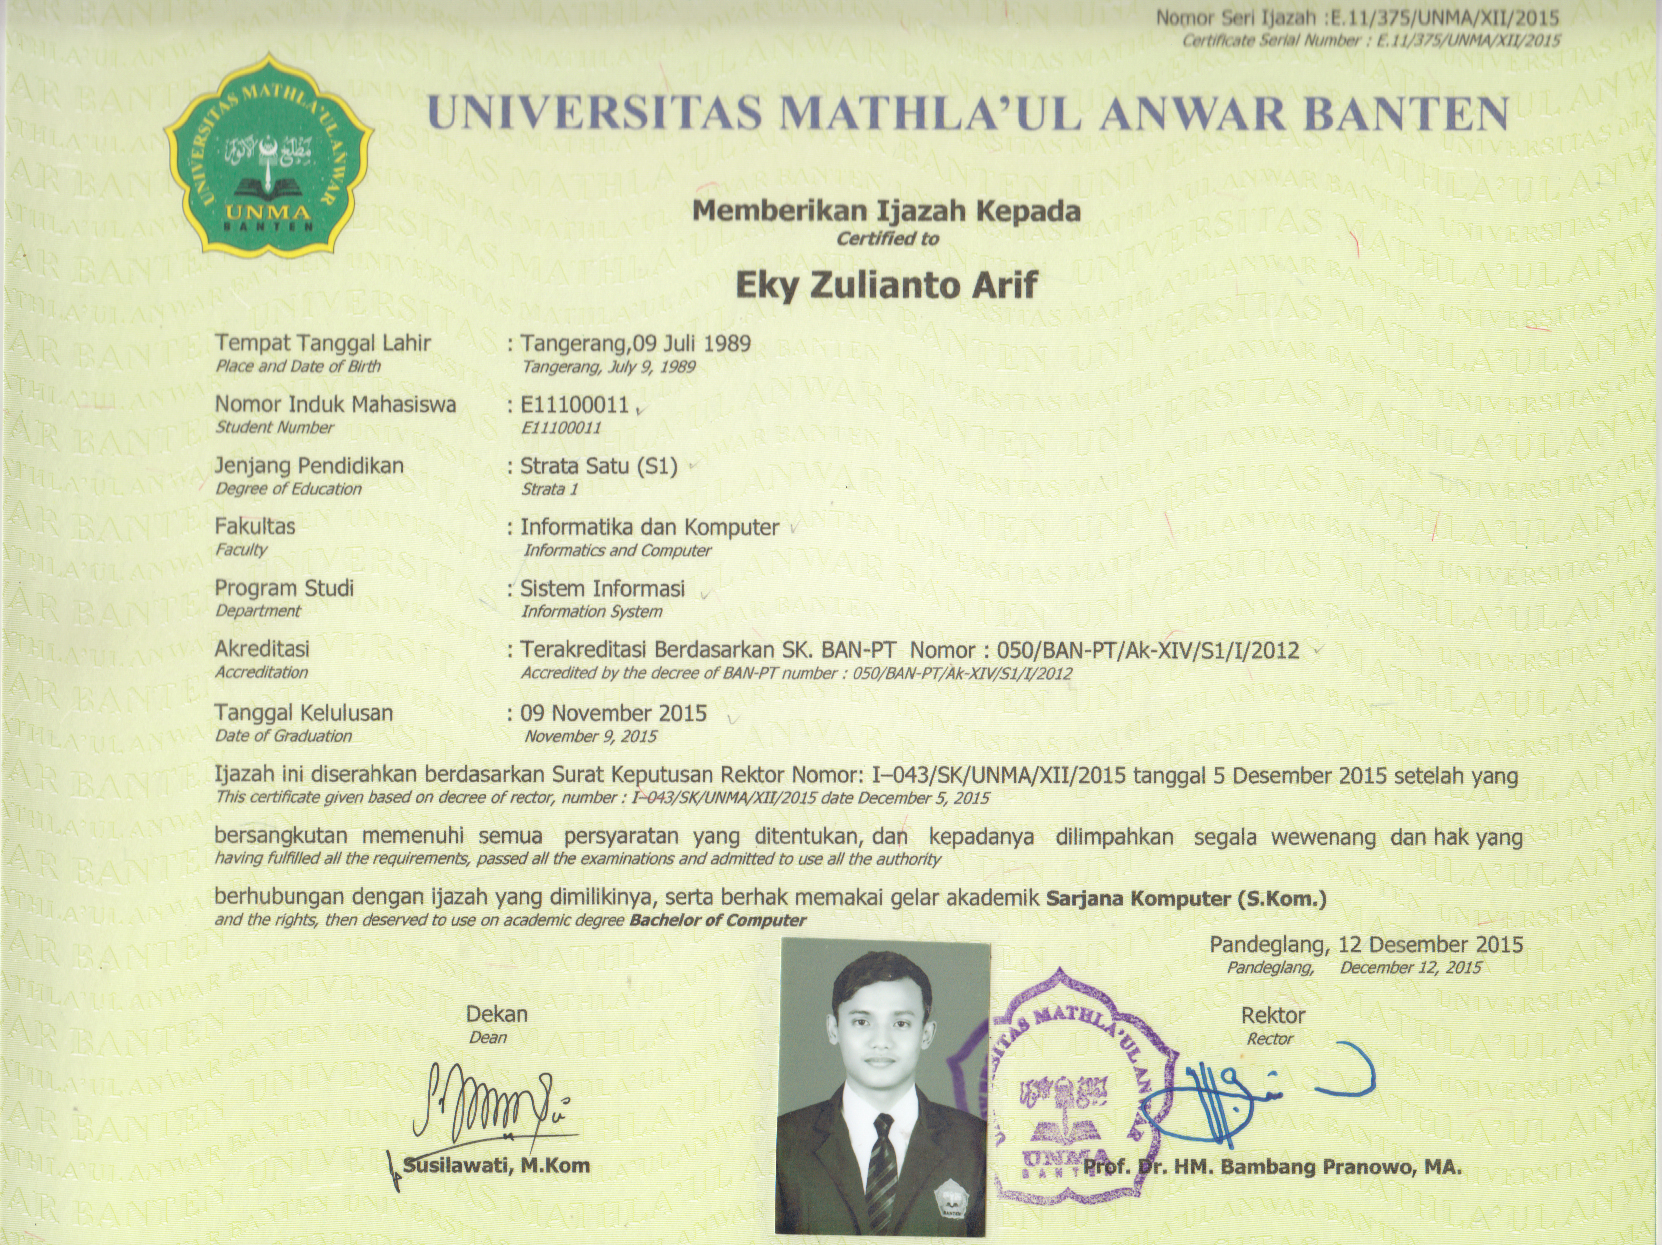 Nomor Seri Ijazah :E.11/375/UNMA/XII/2015
Certificate Serial Number : E.11/375/UNMA/XII/2015
UNIVERSITAS MATHLA'UL ANWAR
UNMA
BANTEN
UNIVERSITAS MATHLA'UL ANWAR BANTEN
Memberikan Ijazah Kepada
Certified to
Eky Zulianto Arif
Tempat Tanggal Lahir : Tangerang,09 Juli 1989
Place and Date of Birth Tangerang, July 9, 1989
Nomor Induk Mahasiswa : E11100011
Student Number E11100011
Jenjang Pendidikan : Strata Satu (S1)
Degree of Education Strata 1
Fakultas : Informatika dan Komputer
Faculty Informatics and Computer
Program Studi : Sistem Informasi
Department Information System
Akreditasi : Terakreditasi Berdasarkan SK. BAN-PT Nomor : 050/BAN-PT/Ak-XIV/S1/I/2012
Accreditation Accredited by the decree of BAN-PT number : 050/BAN-PT/Ak-XIV/S1/I/2012
Tanggal Kelulusan : 09 November 2015
Date of Graduation November 9, 2015
Ijazah ini diserahkan berdasarkan Surat Keputusan Rektor Nomor: I–043/SK/UNMA/XII/2015 tanggal 5 Desember 2015 setelah yang
This certificate given based on decree of rector, number : I–043/SK/UNMA/XII/2015 date December 5, 2015
bersangkutan memenuhi semua persyaratan yang ditentukan, dan kepadanya dilimpahkan segala wewenang dan hak yang
having fulfilled all the requirements, passed all the examinations and admitted to use all the authority
berhubungan dengan ijazah yang dimilikinya, serta berhak memakai gelar akademik Sarjana Komputer (S.Kom.)
and the rights, then deserved to use on academic degree Bachelor of Computer
Pandeglang, 12 Desember 2015
Pandeglang, December 12, 2015
Dekan
Dean
Rektor
Rector
UNIVERSITAS MATHLA'UL ANWAR
UNMA
BANTEN
BANTEN
Susilawati, M.Kom
Prof. Dr. HM. Bambang Pranowo, MA.